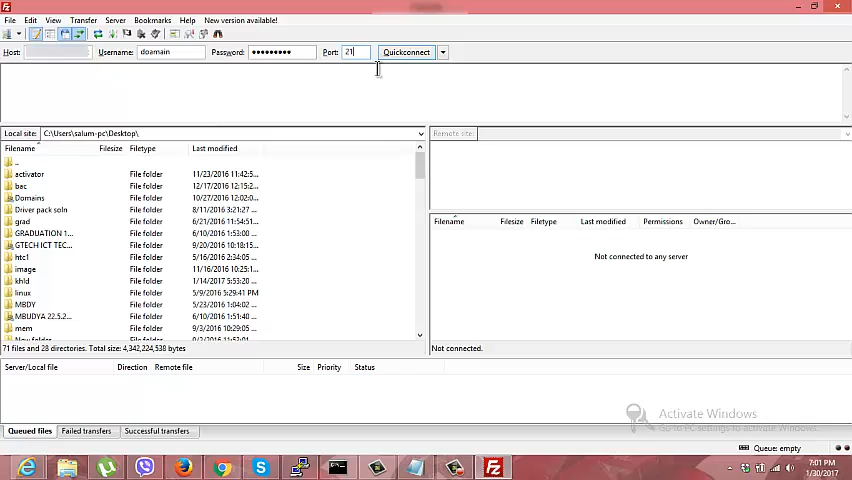 File Edit View Transfer Server Bookmarks Help New version available!
Host: Username: doamain Password: ••••••••• Port: 21 Quickconnect
Local site: C:\Users\salum-pc\Desktop\
Remote site:
Filename Filesize Filetype Last modified
..
activator File folder 11/23/2016 11:42:5...
bac File folder 12/17/2016 12:15:2...
Domains File folder 10/27/2016 12:02:0...
Driver pack soln File folder 8/11/2016 3:21:27 ...
grad File folder 6/21/2016 11:54:51...
GRADUATION 1... File folder 6/10/2016 1:53:00 ...
GTECH ICT TEC... File folder 9/20/2016 10:18:15...
htc1 File folder 5/16/2016 2:34:05 ...
image File folder 11/16/2016 10:25:1...
khld File folder 1/14/2017 5:53:20 ...
linux File folder 5/9/2016 5:29:41 PM
MBDY File folder 5/23/2016 1:04:02 ...
MBUDYA 22.5.2... File folder 6/10/2016 1:51:40 ...
mem File folder 9/3/2016 10:29:05 ...
New folder File folder
71 files and 28 directories. Total size: 4,342,224,538 bytes
Filename Filesize Filetype Last modified Permissions Owner/Gro...
Not connected to any server
Not connected.
Server/Local file Direction Remote file Size Priority Status
Activate Windows
Go to PC settings to activate Windows.
Queued files Failed transfers Successful transfers
Queue: empty
7:01 PM
1/30/2017